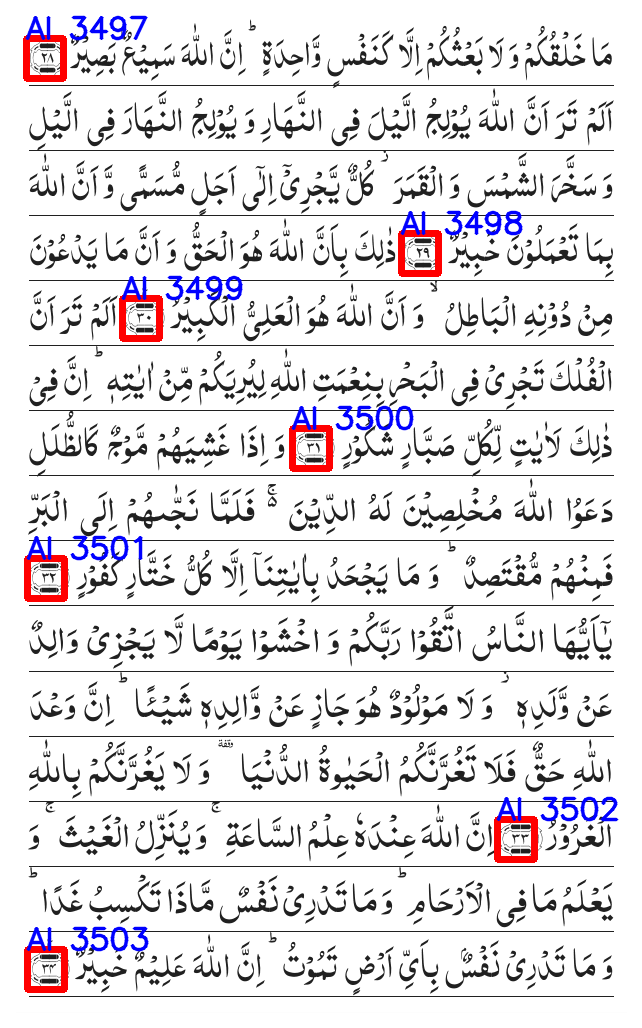 AI 3497
مَا خَلۡقُكُمۡ وَ لَا بَعۡثُكُمۡ اِلَّا كَنَفۡسٍ وَّاحِدَةٍ ؕ اِنَّ اللّٰهَ سَمِيۡعٌۢ بَصِيۡرٌ ﴿۲۸﴾
اَلَمۡ تَرَ اَنَّ اللّٰهَ يُوۡلِجُ الَّيۡلَ فِى النَّهَارِ وَ يُوۡلِجُ النَّهَارَ فِى الَّيۡلِ
وَ سَخَّرَ الشَّمۡسَ وَ الۡقَمَرَ ؗ كُلٌّ يَّجۡرِىۡۤ اِلٰٓى اَجَلٍ مُّسَمًّى وَّ اَنَّ اللّٰهَ
AI 3498
بِمَا تَعۡمَلُوۡنَ خَبِيۡرٌ ﴿۲۹﴾ ذٰلِكَ بِاَنَّ اللّٰهَ هُوَ الۡحَقُّ وَ اَنَّ مَا يَدۡعُوۡنَ
AI 3499
مِنۡ دُوۡنِهِ الۡبَاطِلُ ۙ وَ اَنَّ اللّٰهَ هُوَ الۡعَلِىُّ الۡكَبِيۡرُ ﴿۳۰﴾ اَلَمۡ تَرَ اَنَّ
الۡفُلۡكَ تَجۡرِىۡ فِى الۡبَحۡرِ بِنِعۡمَتِ اللّٰهِ لِيُرِيَكُمۡ مِّنۡ اٰيٰتِهٖ ؕ اِنَّ فِىۡ
AI 3500
ذٰلِكَ لَاٰيٰتٍ لِّكُلِّ صَبَّارٍ شَكُوۡرٍ ﴿۳۱﴾ وَ اِذَا غَشِيَهُمۡ مَّوۡجٌ كَالظُّلَلِ
دَعَوُا اللّٰهَ مُخۡلِصِيۡنَ لَهُ الدِّيۡنَ ۬ۚ فَلَمَّا نَجّٰٮهُمۡ اِلَى الۡبَرِّ
AI 3501
فَمِنۡهُمۡ مُّقۡتَصِدٌ ؕ وَ مَا يَجۡحَدُ بِاٰيٰتِنَاۤ اِلَّا كُلُّ خَتَّارٍ كَفُوۡرٍ ﴿۳۲﴾
يٰۤاَيُّهَا النَّاسُ اتَّقُوۡا رَبَّكُمۡ وَ اخۡشَوۡا يَوۡمًا لَّا يَجۡزِىۡ وَالِدٌ
عَنۡ وَّلَدِهٖ ؗ وَ لَا مَوۡلُوۡدٌ هُوَ جَازٍ عَنۡ وَّالِدِهٖ شَيۡــًٔا ؕ اِنَّ وَعۡدَ
اللّٰهِ حَقٌّ فَلَا تَغُرَّنَّكُمُ الۡحَيٰوةُ الدُّنۡيَا ٝ وقفة وَ لَا يَغُرَّنَّكُمۡ بِاللّٰهِ
AI 3502
الۡغَرُوۡرُ ﴿۳۳﴾ اِنَّ اللّٰهَ عِنۡدَهٗ عِلۡمُ السَّاعَةِ ۚ وَ يُنَزِّلُ الۡغَيۡثَ ۚ وَ
يَعۡلَمُ مَا فِى الۡاَرۡحَامِ ؕ وَ مَا تَدۡرِىۡ نَفۡسٌ مَّاذَا تَكۡسِبُ غَدًا ؕ
AI 3503
وَ مَا تَدۡرِىۡ نَفۡسٌۢ بِاَىِّ اَرۡضٍ تَمُوۡتُ ؕ اِنَّ اللّٰهَ عَلِيۡمٌ خَبِيۡرٌ ﴿۳۴﴾